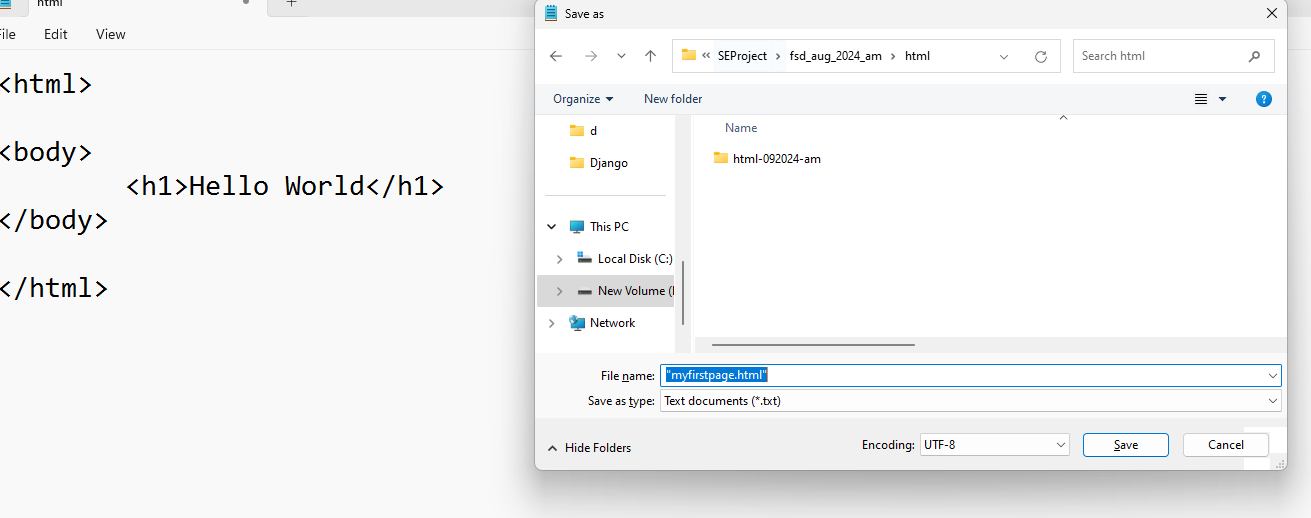 html
File Edit View
<html>
<body>
<h1>Hello World</h1>
</body>
</html>
Save as
SEProject > fsd_aug_2024_am > html
Search html
Organize New folder
d
Django
This PC
Local Disk (C:)
New Volume (
Network
Name
html-092024-am
File name: "myfirstpage.html"
Save as type: Text documents (*.txt)
Hide Folders
Encoding: UTF-8
Save Cancel